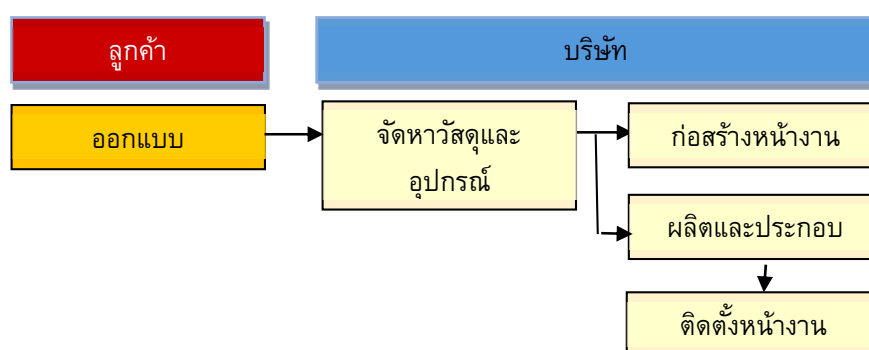 ลูกค้า
บริษัท
ออกแบบ
จัดหาวัสดุและ
อุปกรณ์
ก่อสร้างหน้างาน
ผลิตและประกอบ
ติดตั้งหน้างาน